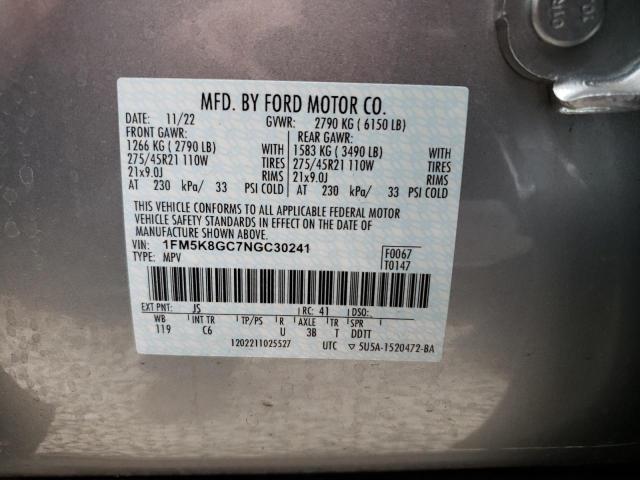 MFD. BY FORD MOTOR CO.
DATE: 11/22 GVWR: 2790 KG ( 6150 LB)
FRONT GAWR: REAR GAWR:
1266 KG ( 2790 LB) WITH 1583 KG ( 3490 LB) WITH
275/45R21 110W TIRES 275/45R21 110W TIRES
21x9.0J RIMS 21x9.0J RIMS
AT 230 kPa/ 33 PSI COLD AT 230 kPa/ 33 PSI COLD
THIS VEHICLE CONFORMS TO ALL APPLICABLE FEDERAL MOTOR
VEHICLE SAFETY STANDARDS IN EFFECT ON THE DATE OF
MANUFACTURE SHOWN ABOVE.
VIN: 1FM5K8GC7NGC30241 F0067
TYPE: MPV T0147
EXT PNT: JS RC: 41 DSO:
WB INT TR TP/PS R AXLE TR SPR
119 C6 U 3B T DDTT
1202211025527 UTC ▽ 5U5A-1520472-BA